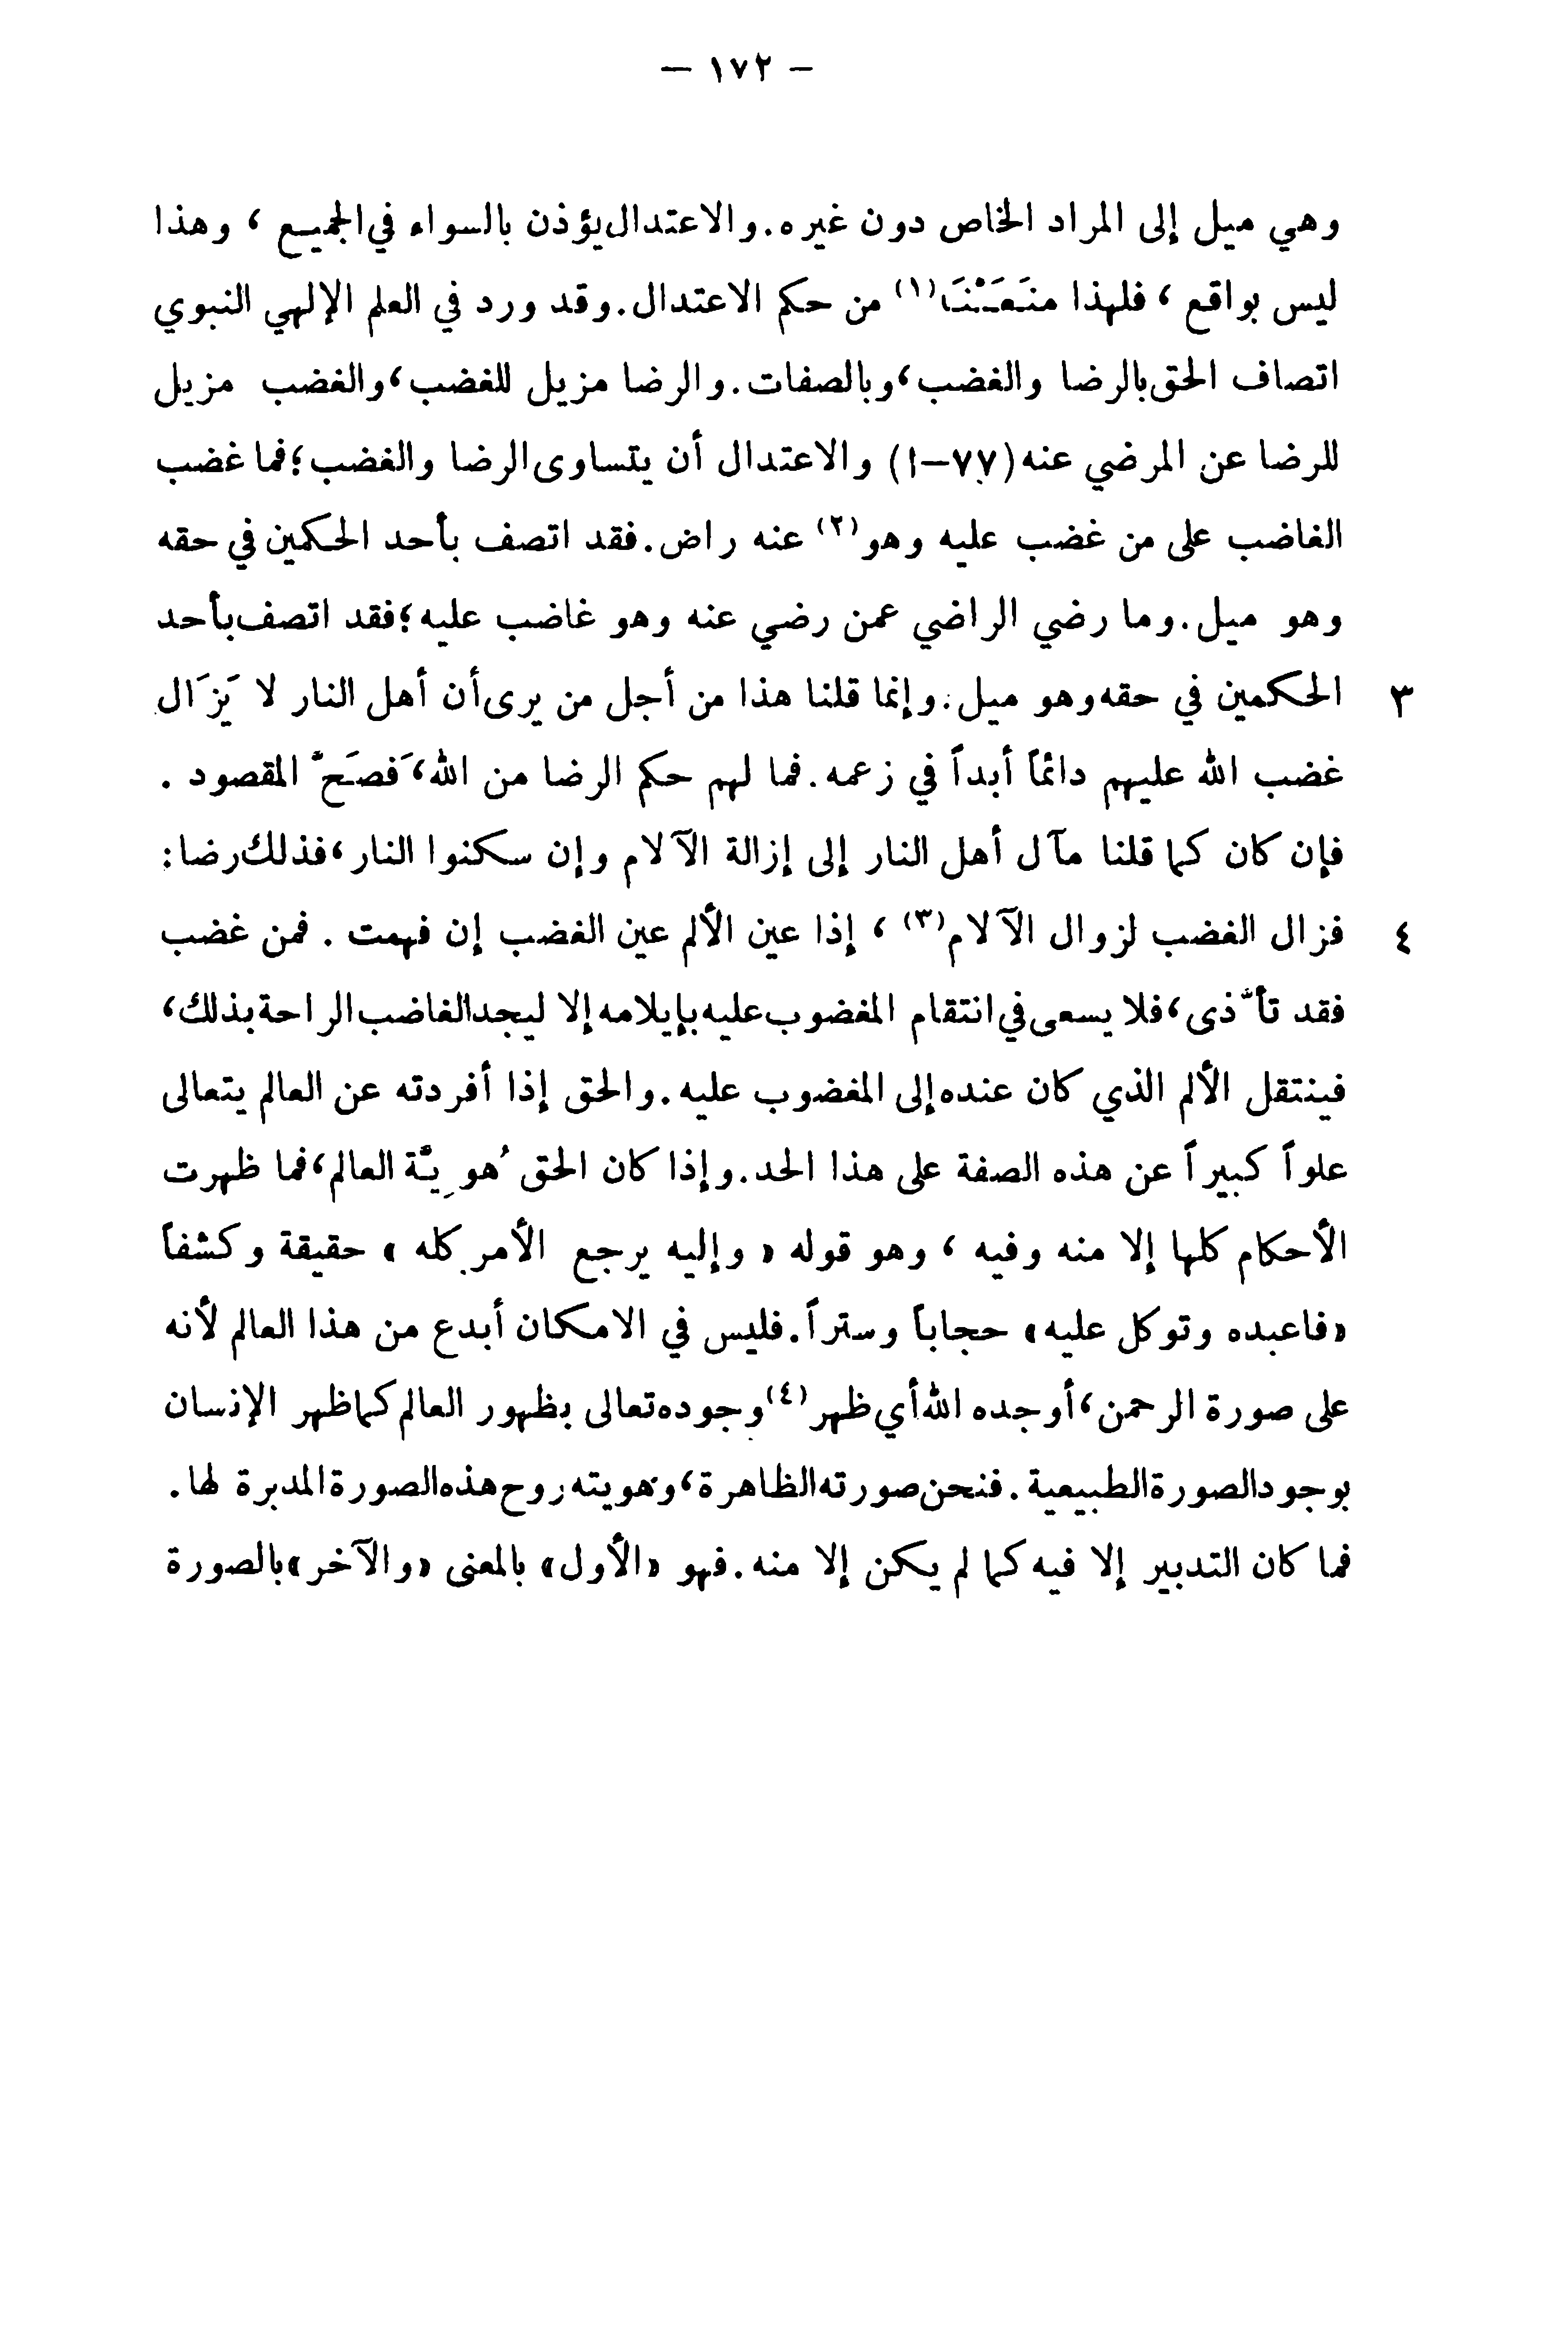 — ١٧٢ —
وهي ميل إلى المراد الخاص دون غيره. والاعتدال يؤذن بالسواء في الجميع ، وهذا
ليس بواقع ، فلهذا منَعَنْنَا(١) من حكم الاعتدال. وقد ورد في العلم الإلهي النبوي
اتصاف الحق بالرضا والغضب، وبالصفات. والرضا مزيل للغضب، والغضب مزيل
للرضا عن المرضي عنه (٧٧–ا) والاعتدال أن يتساوى الرضا والغضب؛ فما غضب
الغاضب على من غضب عليه وهو(٢) عنه راض. فقد اتصف بأحد الحكمين في حقه
وهو ميل. وما رضي الراضي عمن رضي عنه وهو غاضب عليه؛ فقد اتصف بأحد
٣ الحكمين في حقه وهو ميل. وإنما قلنا هذا من أجل من يرى أن أهل النار لا يَزَال
غضب الله عليهم دائماً أبداً في زعمه. فما لهم حكم الرضا من الله، فَصَحَّ المقصود .
فإن كان كما قلنا مآل أهل النار إلى إزالة الآلام وإن سكنوا النار، فذلك رضا:
٤ فزال الغضب لزوال الآلام(٣) ، إذا عين الألم عين الغضب إن فهمت . فمن غضب
فقد تأذَّى، فلا يسعى في انتقام المغضوب عليه بإيلامه إلا ليجد الغاضب الراحة بذلك،
فينتقل الألم الذي كان عنده إلى المغضوب عليه. والحق إذا أفردته عن العالم يتعالى
علواً كبيراً عن هذه الصفة على هذا الحد. وإذا كان الحق هُوِيَّة العالم، فما ظهرت
الأحكام كلها إلا منه وفيه ، وهو قوله « وإليه يرجع الأمر كله » حقيقة وكشفاً
«فاعبده وتوكل عليه» حجاباً وستراً. فليس في الامكان أبدع من هذا العالم لأنه
على صورة الرحمن، أوجده الله أي ظهر(٤) وجوده تعالى بظهور العالم كما ظهر الإنسان
بوجود الصورة الطبيعية . فنحن صورته الظاهرة، وهويته روح هذه الصورة المدبرة لها .
فما كان التدبير إلا فيه كما لم يكن إلا منه. فهو «الأول» بالمعنى «والآخر» بالصورة